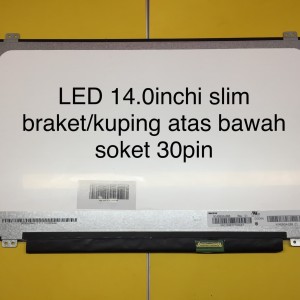 LED 14.0inchi slim
braket/kuping atas bawah
soket 30pin